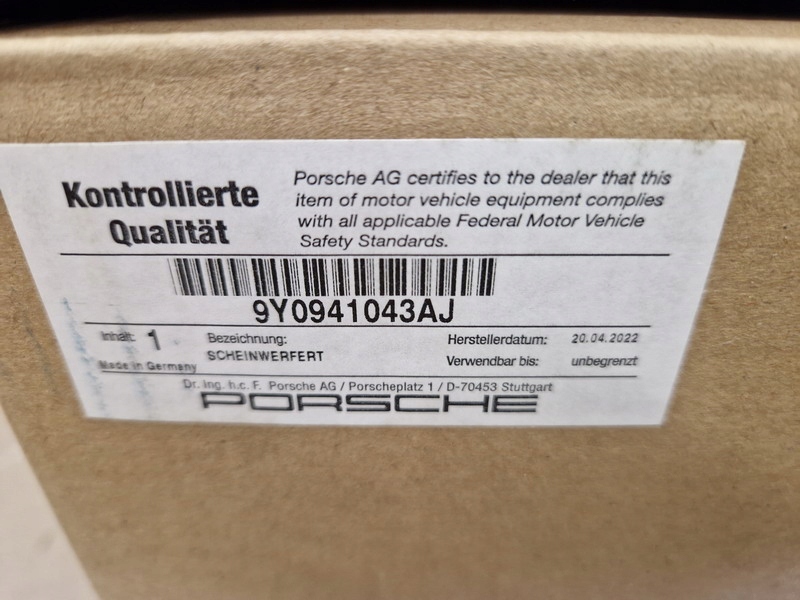 Kontrollierte
Qualität
Porsche AG certifies to the dealer that this
item of motor vehicle equipment complies
with all applicable Federal Motor Vehicle
Safety Standards.
9Y0941043AJ
Inhalt: 1
Made in Germany
Bezeichnung:
SCHEINWERFERT
Herstellerdatum: 20.04.2022
Verwendbar bis: unbegrenzt
Dr. Ing. h.c. F. Porsche AG / Porscheplatz 1 / D-70453 Stuttgart
PORSCHE